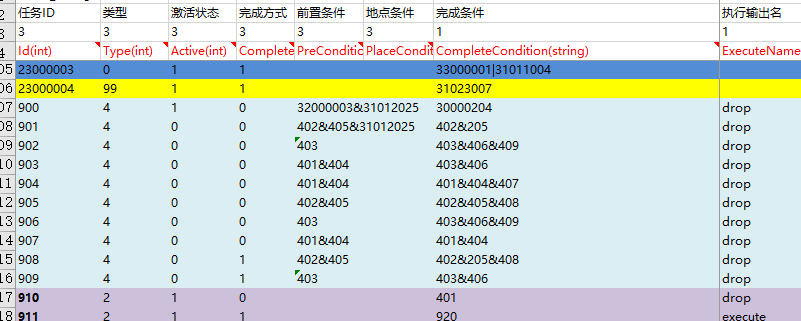 2 任务ID 类型 激活状态 完成方式 前置条件 地点条件 完成条件 执行输出名
3 3 3 3 3 3 3 1 1
4 Id(int) Type(int) Active(int) Complete PreConditic PlaceCondit CompleteCondition(string) ExecuteName
05 23000003 0 1 1 33000001|31011004
06 23000004 99 1 1 31023007
07 900 4 1 0 32000003&31012025 30000204 drop
08 901 4 0 0 402&405&31012025 402&205 drop
09 902 4 0 0 403 403&406&409 drop
10 903 4 0 0 401&404 403&406 drop
11 904 4 0 0 401&404 401&404&407 drop
12 905 4 0 0 402&405 402&405&408 drop
13 906 4 0 0 403 403&406&409 drop
14 907 4 0 0 401&404 401&404 drop
15 908 4 0 1 402&405 402&205&408 drop
16 909 4 0 1 403 403&406 drop
17 910 2 1 0 401 drop
18 911 2 1 1 920 execute